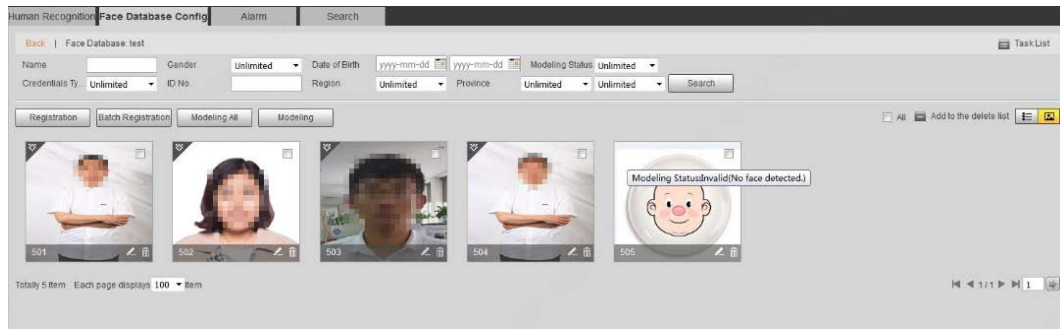 Human Recognition Face Database Config Alarm Search
Back | Face Database: test Task List
Name Gender Unlimited Date of Birth yyyy-mm-dd yyyy-mm-dd Modeling Status Unlimited
Credentials Ty... Unlimited ID No. Region Unlimited Province Unlimited Unlimited Search
Registration Batch Registration Modeling All Modeling All Add to the delete list
Modeling Status:Invalid(No face detected.)
501 502 503 504 505
Totally 5 Item Each page displays 100 Item 1/1 1